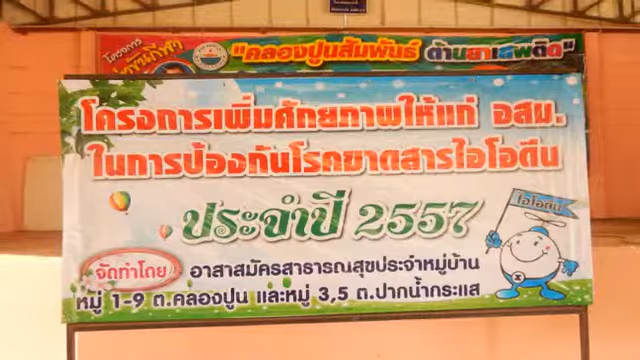 โครงการ
"คลองปูนสัมพันธ์ ต้านยาเสพติด"
โครงการเพิ่มศักยภาพให้แก่ อสม.
ในการป้องกันโรคขาดสารไอโอดีน
ประจำปี 2557
ไอโอดีน
จัดทำโดย อาสาสมัครสาธารณสุขประจำหมู่บ้าน
หมู่ 1-9 ต.คลองปูน และหมู่ 3,5 ต.ปากน้ำกระแส